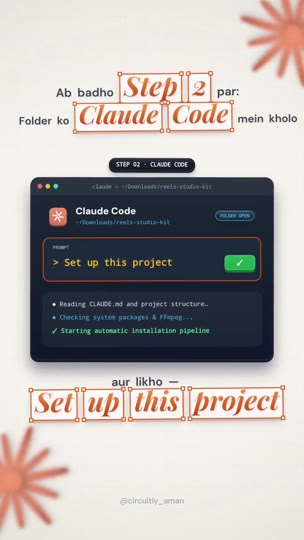 Ab badho Step 2 par:
Folder ko Claude Code mein kholo
STEP 02 · CLAUDE CODE
claude — ~/Downloads/reels-studio-kit
Claude Code
~/Downloads/reels-studio-kit
FOLDER OPEN
PROMPT
> Set up this project
✓
● Reading CLAUDE.md and project structure…
● Checking system packages & FFmpeg...
✓ Starting automatic installation pipeline
aur likho —
Set up this project
@circuitly_aman